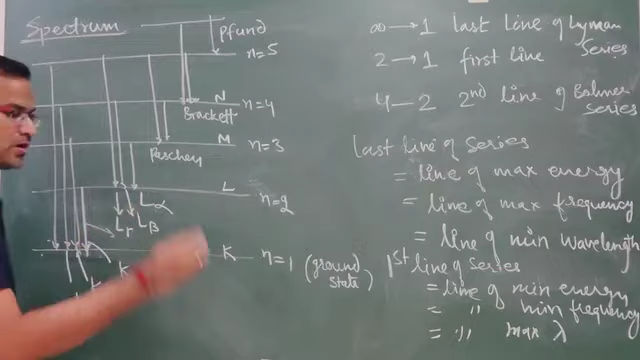 Spectrum
Pfund
n=5
N n=4
Brackett
M n=3
Paschen
L n=2
Lα
Lγ Lβ
K n=1 (ground state)
K
K
∞→1 last line of Lyman Series
2→1 first line
4—2 2nd line of Balmer Series
last line of Series
= line of max energy
= line of max frequency
= line of min Wavelength
1st line of Series
= line of min energy
= " min frequency
= " max λ